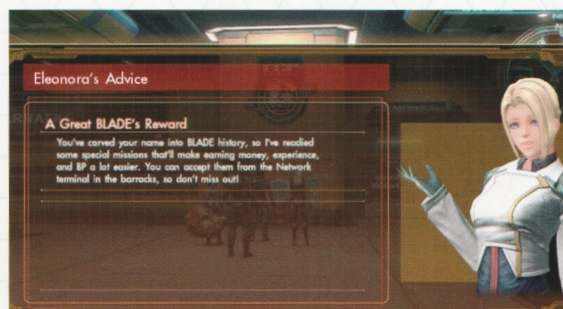 Eleonora's Advice
A Great BLADE's Reward
You've carved your name into BLADE history, so I've readied
some special missions that'll make earning money, experience,
and BP a lot easier. You can accept them from the Network
terminal in the barracks, so don't miss out!